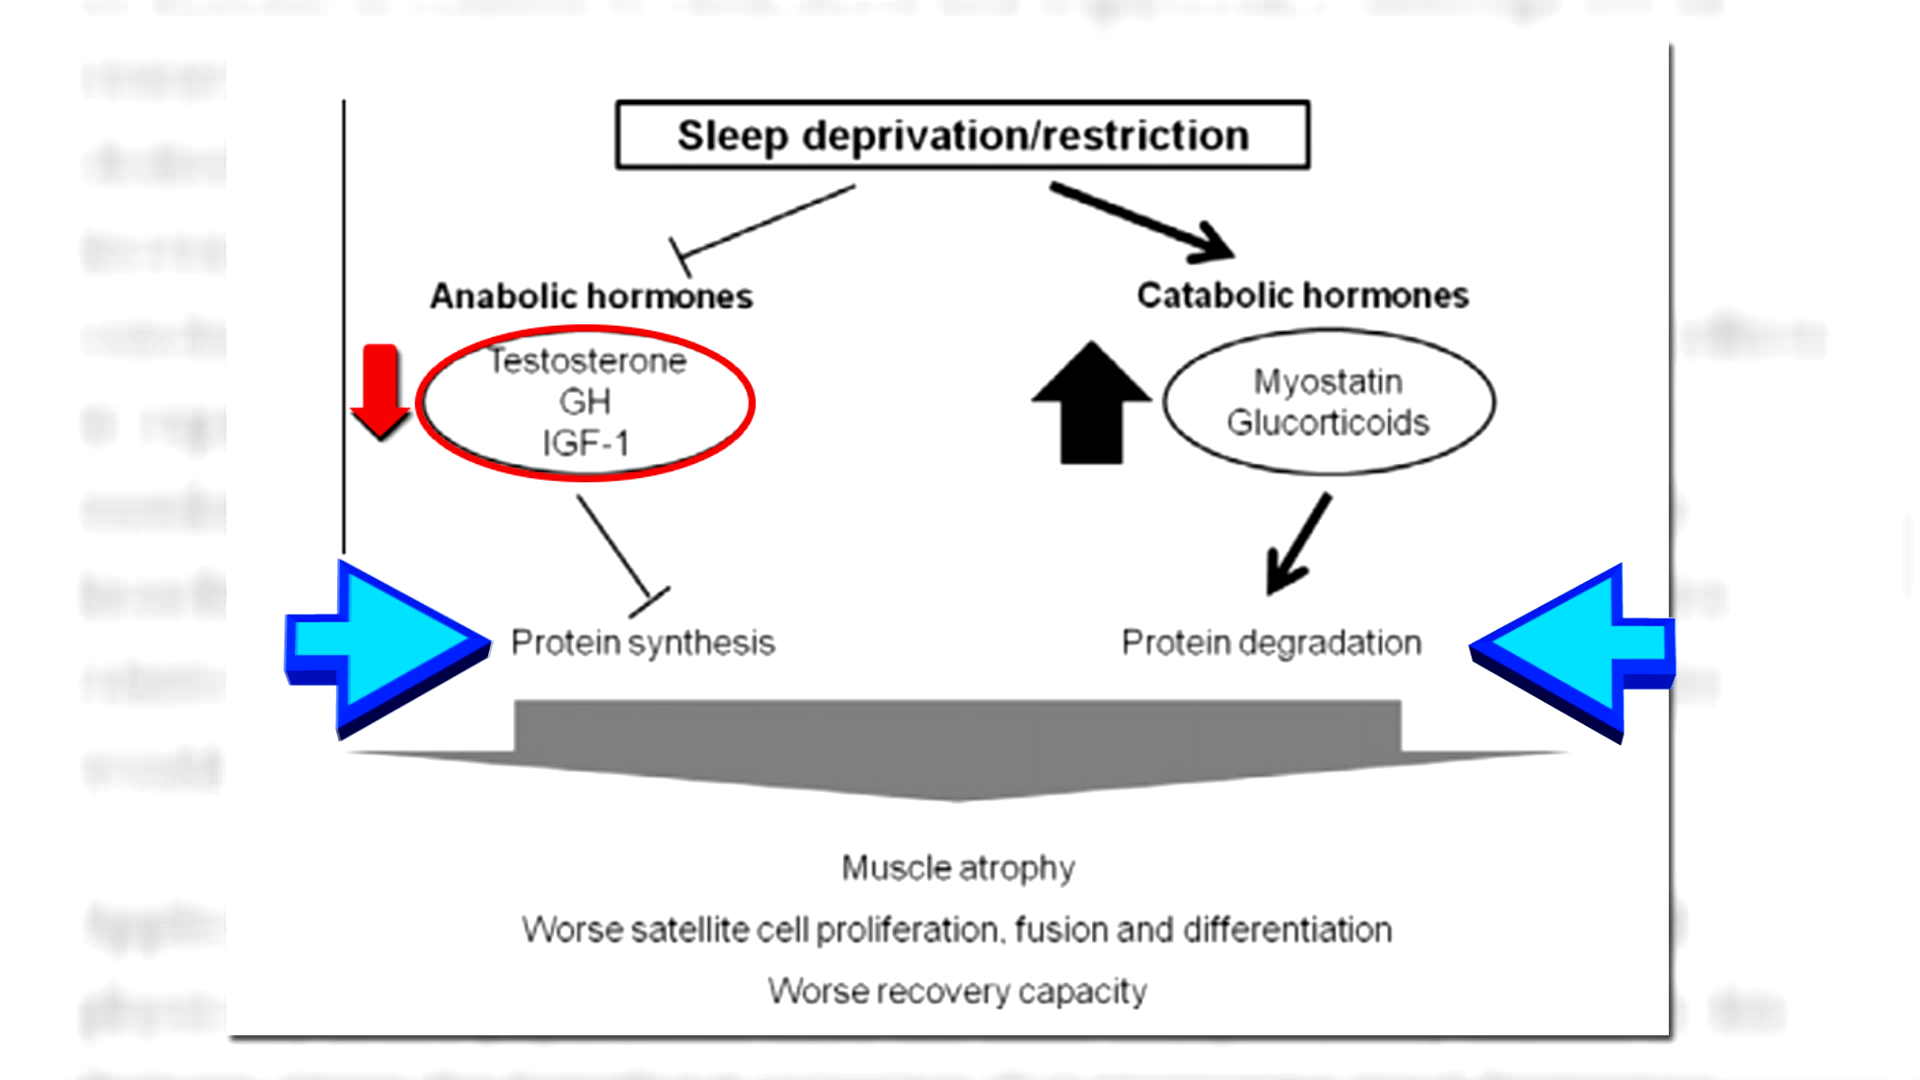 Sleep deprivation/restriction
Anabolic hormones
Catabolic hormones
Testosterone
GH
IGF-1
Myostatin
Glucorticoids
Protein synthesis
Protein degradation
Muscle atrophy
Worse satellite cell proliferation, fusion and differentiation
Worse recovery capacity